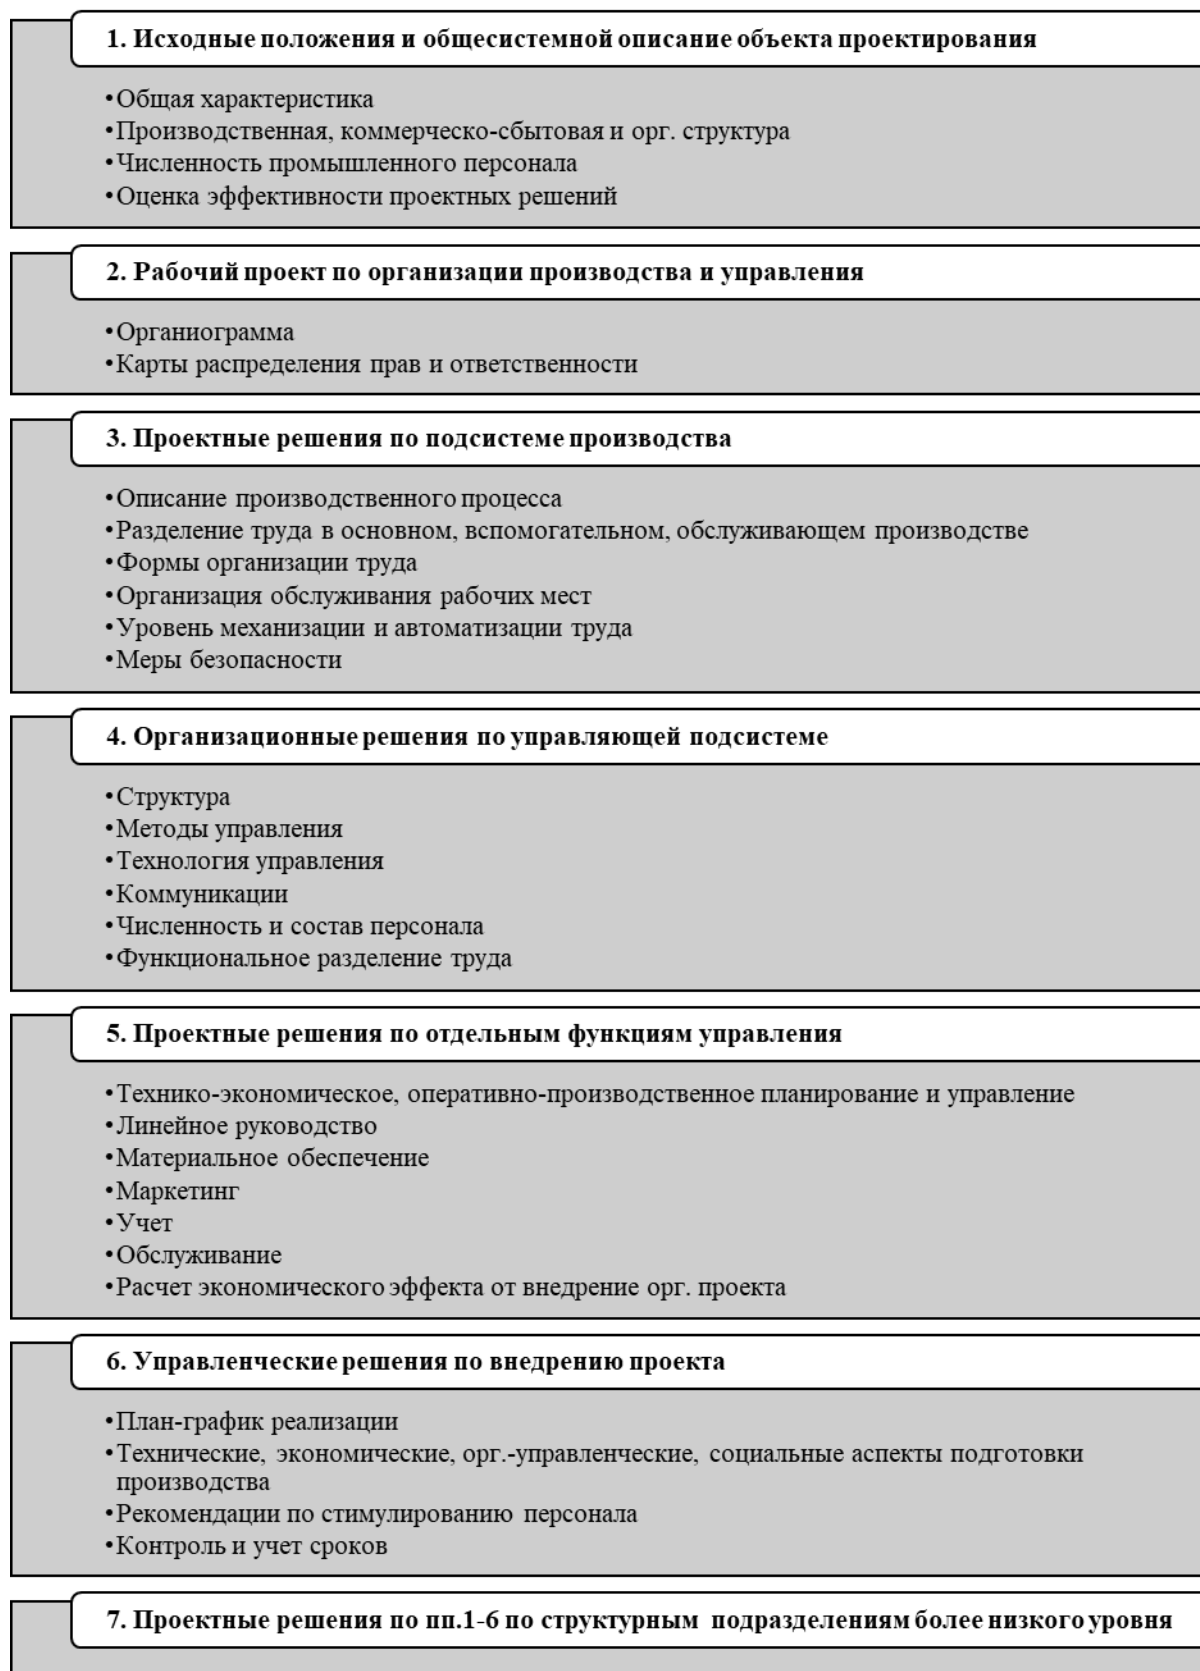 1. Исходные положения и общесистемной описание объекта проектирования
•Общая характеристика
•Производственная, коммерческо-сбытовая и орг. структура
•Численность промышленного персонала
•Оценка эффективности проектных решений
2. Рабочий проект по организации производства и управления
•Органиограмма
•Карты распределения прав и ответственности
3. Проектные решения по подсистеме производства
•Описание производственного процесса
•Разделение труда в основном, вспомогательном, обслуживающем производстве
•Формы организации труда
•Организация обслуживания рабочих мест
•Уровень механизации и автоматизации труда
•Меры безопасности
4. Организационные решения по управляющей подсистеме
•Структура
•Методы управления
•Технология управления
•Коммуникации
•Численность и состав персонала
•Функциональное разделение труда
5. Проектные решения по отдельным функциям управления
•Технико-экономическое, оперативно-производственное планирование и управление
•Линейное руководство
•Материальное обеспечение
•Маркетинг
•Учет
•Обслуживание
•Расчет экономического эффекта от внедрение орг. проекта
6. Управленческие решения по внедрению проекта
•План-график реализации
•Технические, экономические, орг.-управленческие, социальные аспекты подготовки
производства
•Рекомендации по стимулированию персонала
•Контроль и учет сроков
7. Проектные решения по пп.1-6 по структурным подразделениям более низкого уровня